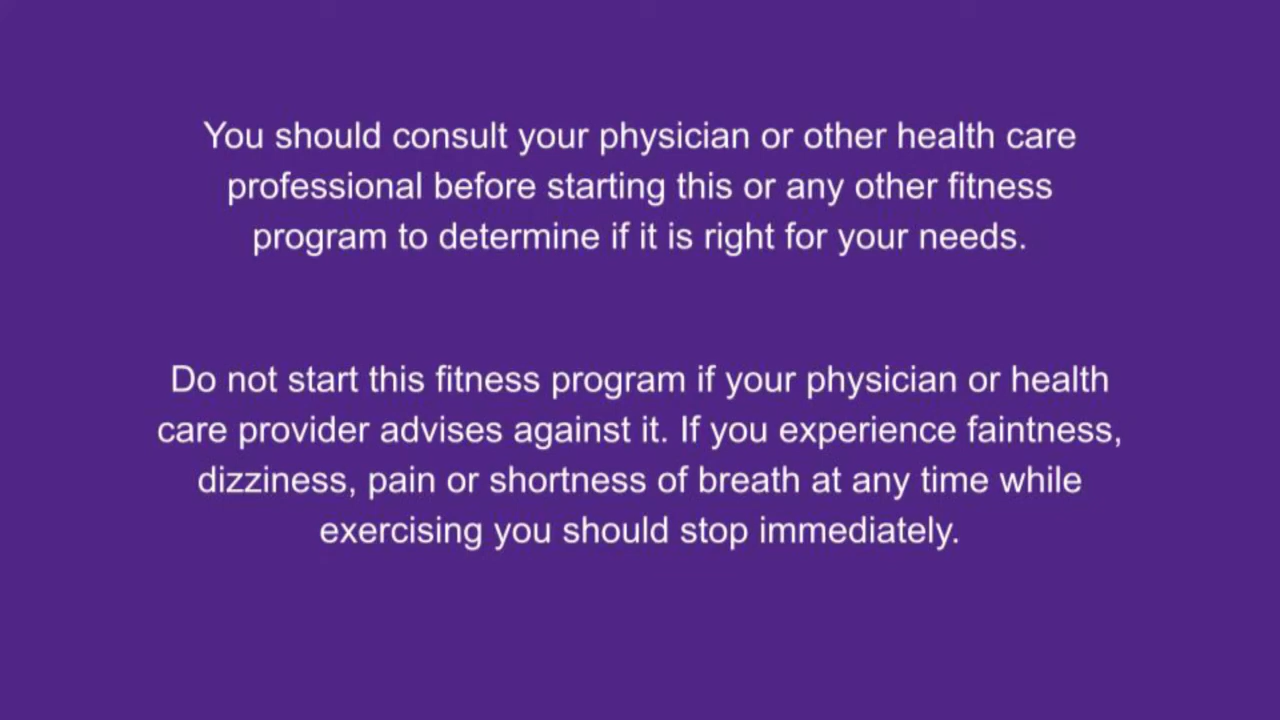 You should consult your physician or other health care
professional before starting this or any other fitness
program to determine if it is right for your needs.
Do not start this fitness program if your physician or health
care provider advises against it. If you experience faintness,
dizziness, pain or shortness of breath at any time while
exercising you should stop immediately.